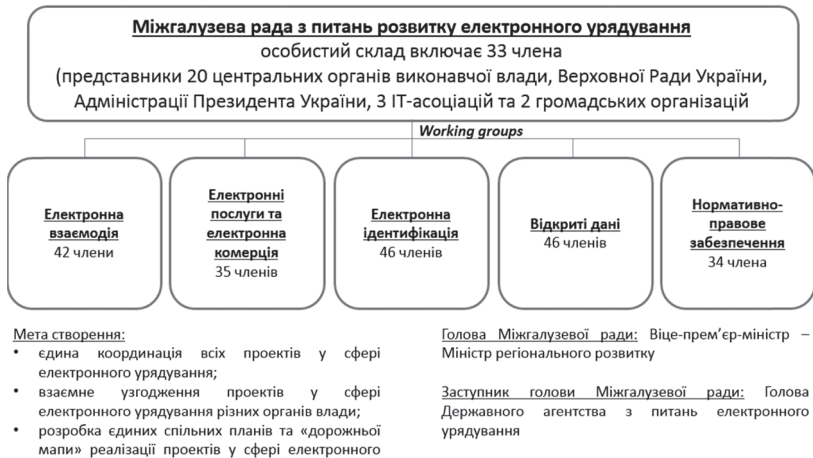 Міжгалузева рада з питань розвитку електронного урядування
особистий склад включає 33 члена
(представники 20 центральних органів виконавчої влади, Верховної Ради України,
Адміністрації Президента України, 3 ІТ-асоціацій та 2 громадських організацій
Working groups
Електронна
взаємодія
42 члени
Електронні
послуги та
електронна
комерція
35 членів
Електронна
ідентифікація
46 членів
Відкриті дані
46 членів
Нормативно-
правове
забезпечення
34 члена
Мета створення:
• єдина координація всіх проектів у сфері
електронного урядування;
• взаємне узгодження проектів у сфері
електронного урядування різних органів влади;
• розробка єдиних спільних планів та «дорожньої
мапи» реалізації проектів у сфері електронного
Голова Міжгалузевої ради: Віце-прем’єр-міністр –
Міністр регіонального розвитку
Заступник голови Міжгалузевої ради: Голова
Державного агентства з питань електронного
урядування